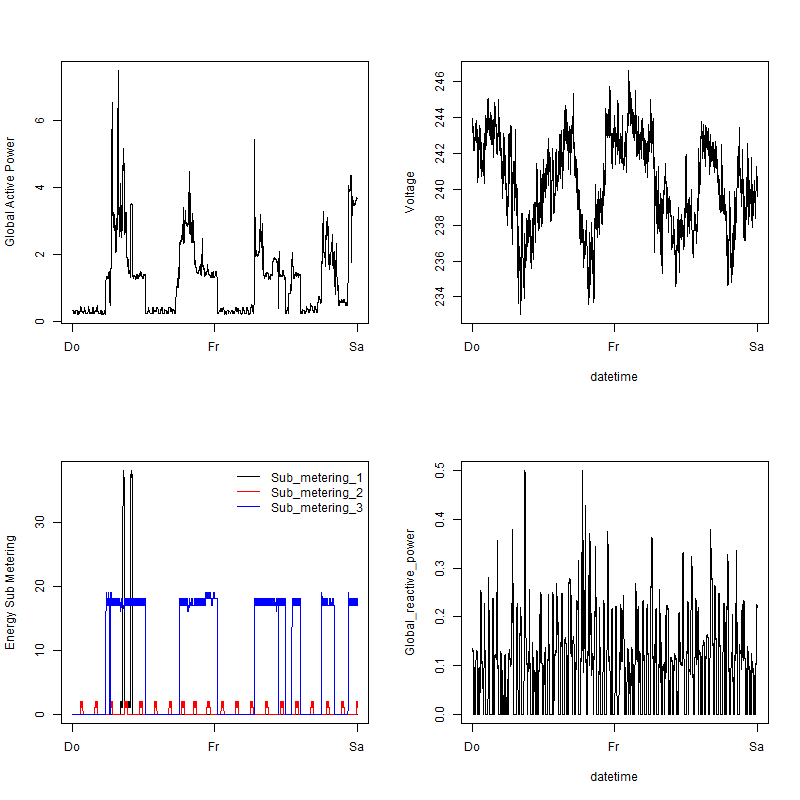 Global Active Power
0 2 4 6
Do Fr Sa
Voltage
234 236 238 240 242 244 246
Do Fr Sa
datetime
Energy Sub Metering
0 10 20 30
Sub_metering_1
Sub_metering_2
Sub_metering_3
Do Fr Sa
Global_reactive_power
0.0 0.1 0.2 0.3 0.4 0.5
Do Fr Sa
datetime